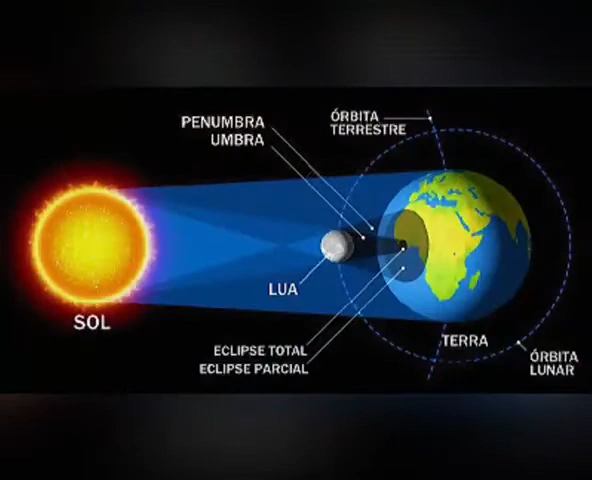 PENUMBRA
UMBRA
ÓRBITA
TERRESTRE
LUA
SOL
ECLIPSE TOTAL
ECLIPSE PARCIAL
TERRA
ÓRBITA
LUNAR